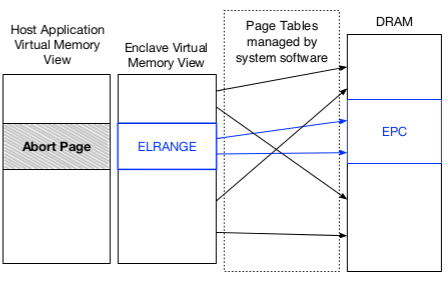 Host Application
Virtual Memory
View
Enclave Virtual
Memory View
Page Tables
managed by
system software
DRAM
Abort Page
ELRANGE
EPC